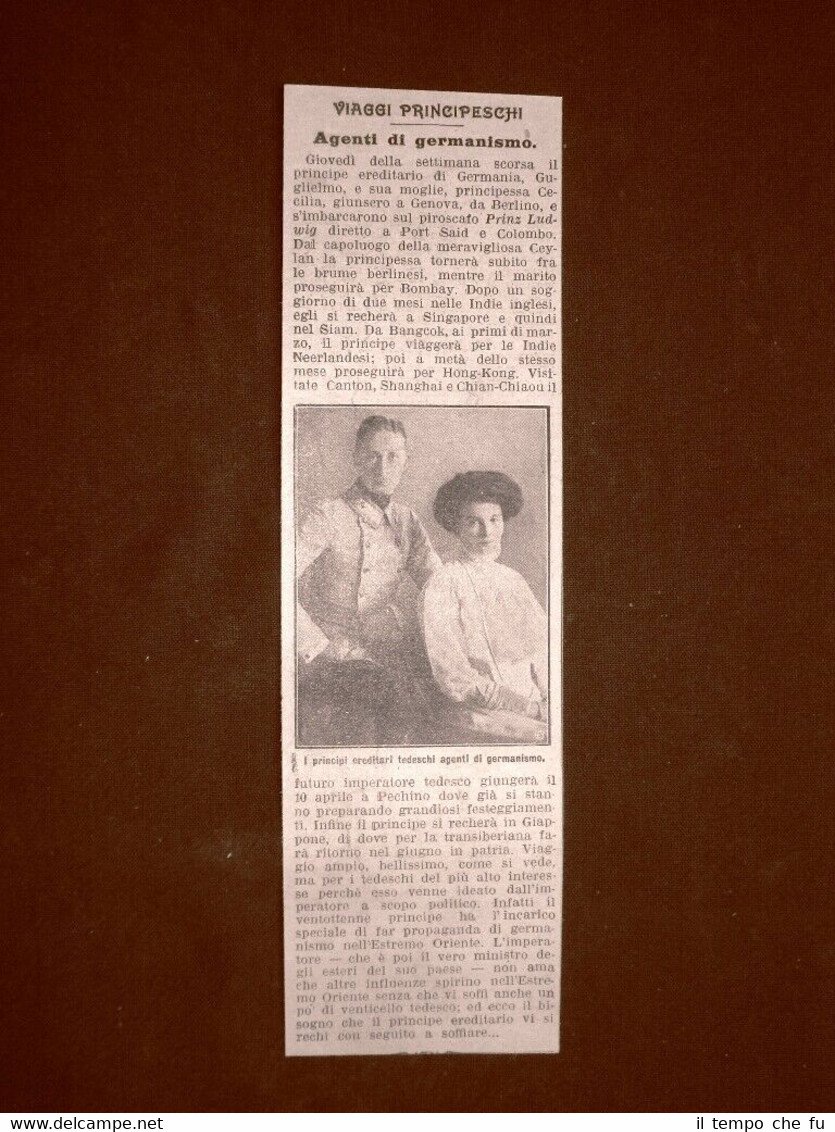 VIAGGI PRINCIPESCHI
Agenti di germanismo.
Giovedì della settimana scorsa il
principe ereditario di Germania, Gu-
glielmo, e sua moglie, principessa Ce-
cilia, giunsero a Genova, da Berlino, e
s'imbarcarono sul piroscafo Prinz Lud-
wig diretto a Port Said e Colombo.
Dal capoluogo della meravigliosa Cey-
lan la principessa tornerà subito fra
le brume berlinesi, mentre il marito
proseguirà per Bombay. Dopo un sog-
giorno di due mesi nelle Indie inglesi,
egli si recherà a Singapore e quindi
nel Siam. Da Bangcok, ai primi di mar-
zo, il principe viàggerà per le Indie
Neerlandesi; poi a metà dello stesso
mese proseguirà per Hong-Kong. Visi-
tate Canton, Shanghai e Chian-Chiaou il
I principi ereditari tedeschi agenti di germanismo.
futuro imperatore tedesco giungerà il
10 aprile a Pechino dove già si stan-
no preparando grandiosi festeggiamen-
ti. Infine il principe si recherà in Giap-
pone, di dove per la transiberiana fa-
rà ritorno nel giugno in patria. Viag-
gio ampio, bellissimo, come si vede,
ma per i tedeschi del più alto interes-
se perchè esso venne ideato dall'im-
peratore a scopo politico. Infatti il
ventottenne principe ha l'incarico
speciale di far propaganda di germa-
nismo nell'Estremo Oriente. L'impera-
tore — che è poi il vero ministro de-
gli esteri del suo paese — non ama
che altre influenze spirino nell'Estre-
mo Oriente senza che vi soffi anche un
po' di venticello tedesco; ed ecco il bi-
sogno che il principe ereditario vi si
rechi con seguito a soffiare...
www.maremagnum.com
il tempo che fu